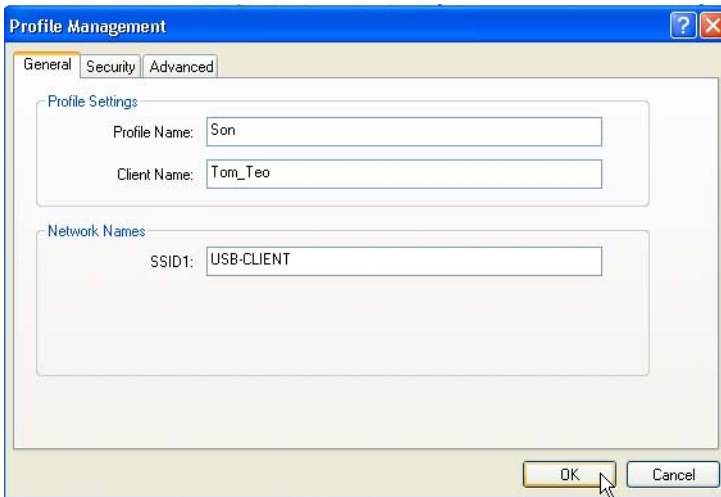 Profile Management
General Security Advanced
Profile Settings
Profile Name: Son
Client Name: Tom_Teo
Network Names
SSID1: USB-CLIENT
OK Cancel